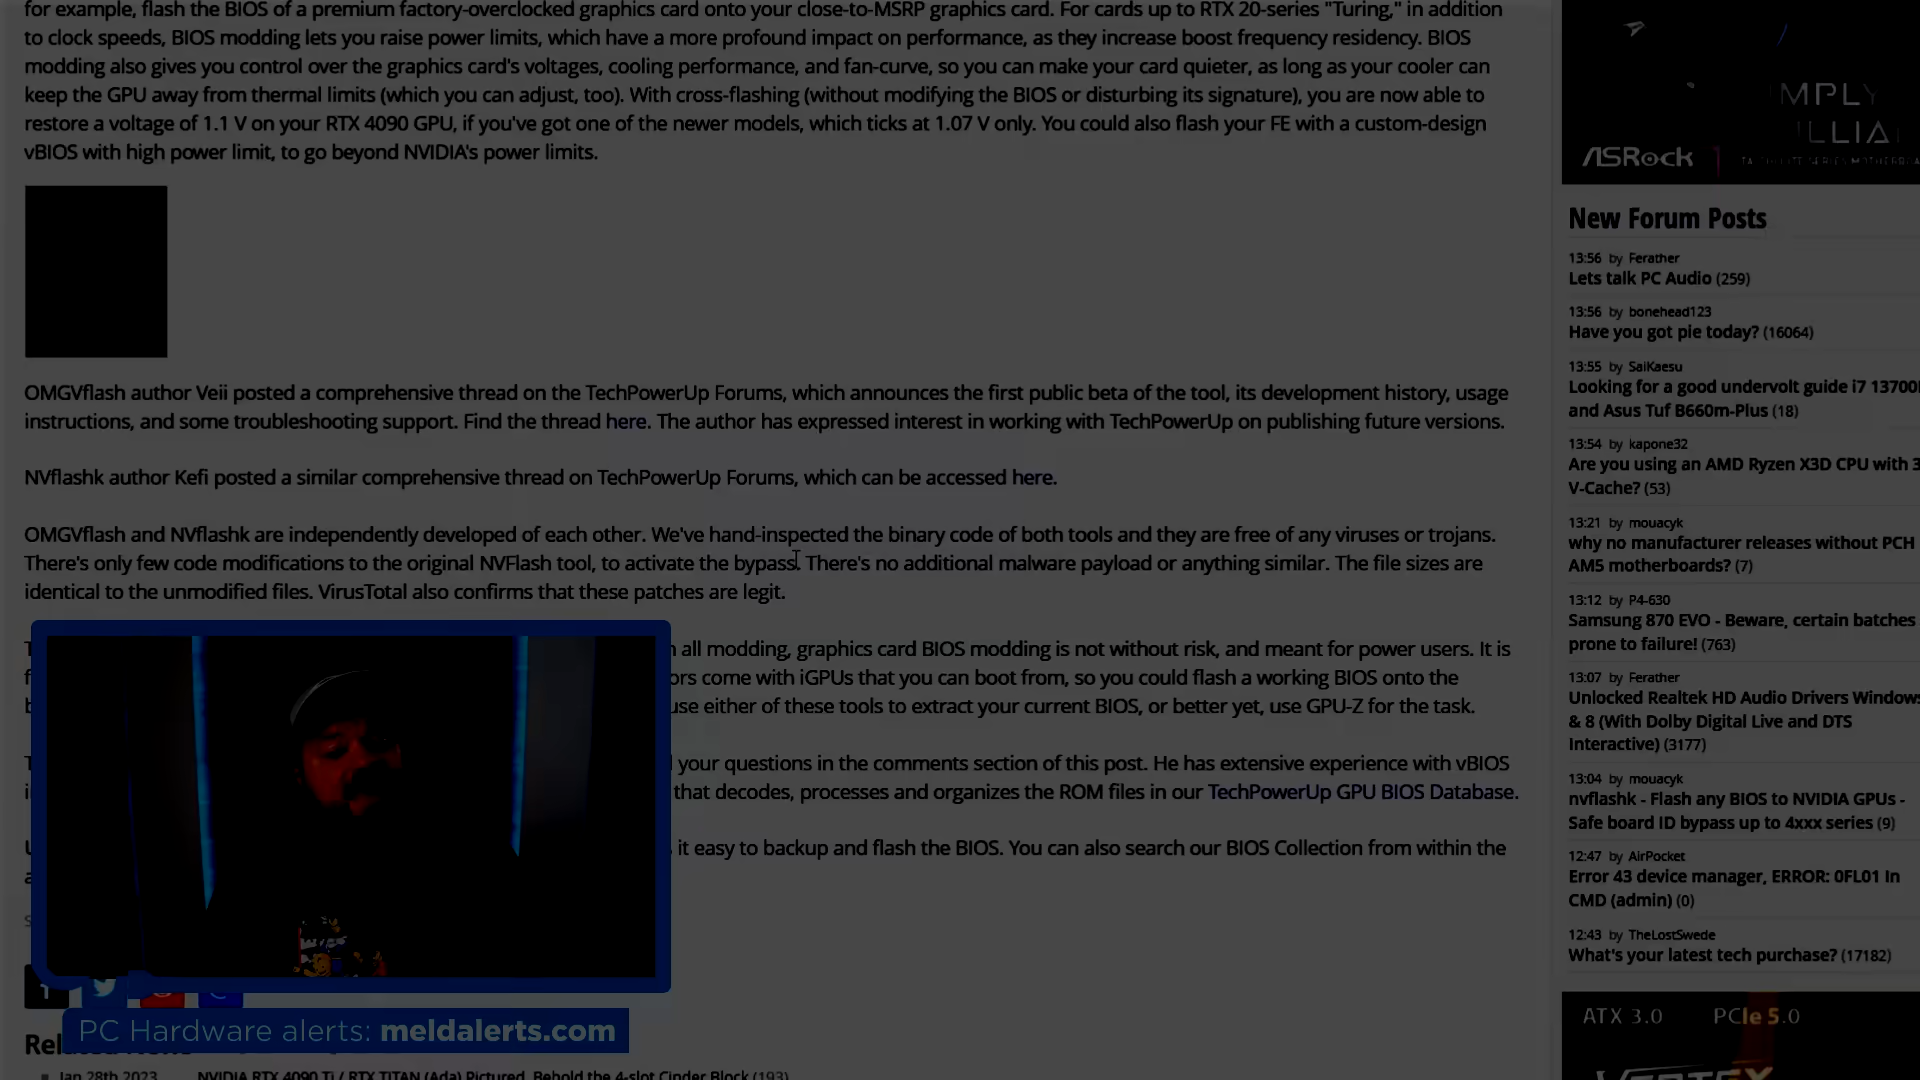 for example, flash the BIOS of a premium factory-overclocked graphics card onto your close-to-MSRP graphics card. For cards up to RTX 20-series "Turing," in addition
to clock speeds, BIOS modding lets you raise power limits, which have a more profound impact on performance, as they increase boost frequency residency. BIOS
modding also gives you control over the graphics card's voltages, cooling performance, and fan-curve, so you can make your card quieter, as long as your cooler can
keep the GPU away from thermal limits (which you can adjust, too). With cross-flashing (without modifying the BIOS or disturbing its signature), you are now able to
restore a voltage of 1.1 V on your RTX 4090 GPU, if you've got one of the newer models, which ticks at 1.07 V only. You could also flash your FE with a custom-design
vBIOS with high power limit, to go beyond NVIDIA's power limits.
OMGVflash author Veii posted a comprehensive thread on the TechPowerUp Forums, which announces the first public beta of the tool, its development history, usage
instructions, and some troubleshooting support. Find the thread here. The author has expressed interest in working with TechPowerUp on publishing future versions.
NVflashk author Kefi posted a similar comprehensive thread on TechPowerUp Forums, which can be accessed here.
OMGVflash and NVflashk are independently developed of each other. We've hand-inspected the binary code of both tools and they are free of any viruses or trojans.
There's only few code modifications to the original NVFlash tool, to activate the bypass. There's no additional malware payload or anything similar. The file sizes are
identical to the unmodified files. VirusTotal also confirms that these patches are legit.
all modding, graphics card BIOS modding is not without risk, and meant for power users. It is
come with iGPUs that you can boot from, so you could flash a working BIOS onto the
use either of these tools to extract your current BIOS, or better yet, use GPU-Z for the task.
your questions in the comments section of this post. He has extensive experience with vBIOS
that decodes, processes and organizes the ROM files in our TechPowerUp GPU BIOS Database.
it easy to backup and flash the BIOS. You can also search our BIOS Collection from within the
PC Hardware alerts: meldalerts.com
Jan 28th 2023 NVIDIA RTX 4090 Ti / RTX TITAN (Ada) Pictured, Behold the 4-slot Cinder Block (193)
ASRock
New Forum Posts
13:56 by Ferather
Lets talk PC Audio (259)
13:56 by bonehead123
Have you got pie today? (16064)
13:55 by SaiKaesu
Looking for a good undervolt guide i7 13700
and Asus Tuf B660m-Plus (18)
13:54 by kapone32
Are you using an AMD Ryzen X3D CPU with 3
V-Cache? (53)
13:21 by mouacyk
why no manufacturer releases without PCH
AM5 motherboards? (7)
13:12 by P4-630
Samsung 870 EVO - Beware, certain batches
prone to failure! (763)
13:07 by Ferather
Unlocked Realtek HD Audio Drivers Windows
& 8 (With Dolby Digital Live and DTS
Interactive) (3177)
13:04 by mouacyk
nvflashk - Flash any BIOS to NVIDIA GPUs -
Safe board ID bypass up to 4xxx series (9)
12:47 by AirPocket
Error 43 device manager, ERROR: 0FL01 In
CMD (admin) (0)
12:43 by TheLostSwede
What's your latest tech purchase? (17182)
ATX 3.0 PCIe 5.0